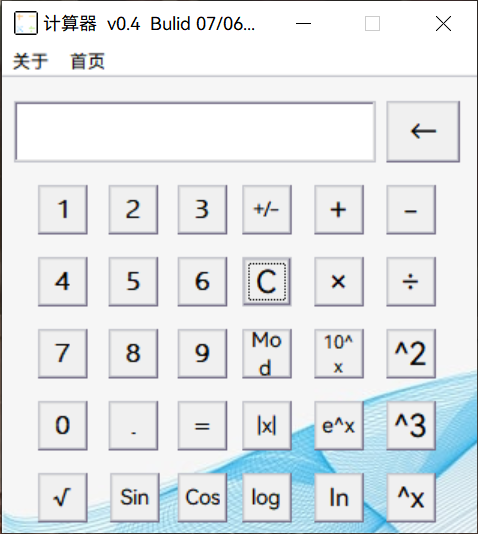 计算器 v0.4 Bulid 07/06...
关于 首页
←
1 2 3 +/- + -
4 5 6 C × ÷
7 8 9 Mo
d 10^
x ^2
0 . = |x| e^x ^3
√ Sin Cos log ln ^x